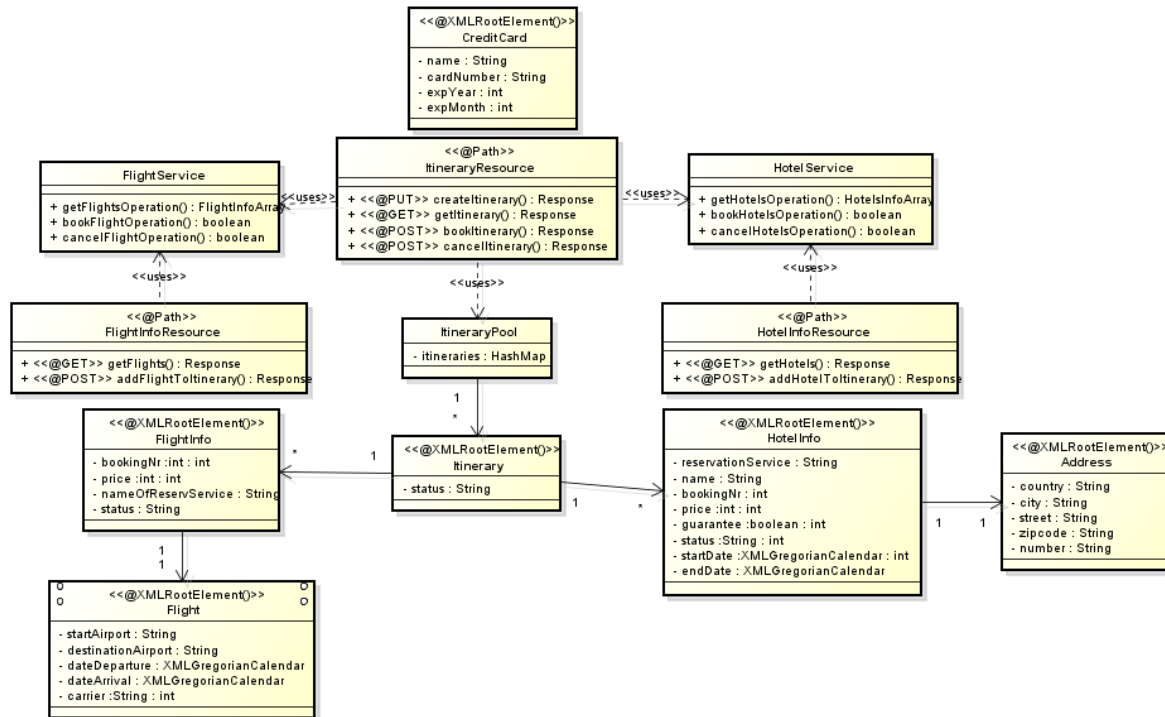 <<@XMLRootElement()>>
CreditCard
- name : String
- cardNumber : String
- expYear : int
- expMonth : int
<<@Path>>
ItineraryResource
+ <<@PUT>> createItinerary() : Response
+ <<@GET>> getItinerary() : Response
+ <<@POST>> bookItinerary() : Response
+ <<@POST>> cancelItinerary() : Response
FlightService
+ getFlightsOperation() : FlightInfoArray
+ bookFlightOperation() : boolean
+ cancelFlightOperation() : boolean
<<uses>>
HotelService
+ getHotelsOperation() : HotelsInfoArray
+ bookHotelsOperation() : boolean
+ cancelHotelsOperation() : boolean
<<uses>>
<<uses>>
<<uses>>
<<uses>>
<<@Path>>
FlightInfoResource
+ <<@GET>> getFlights() : Response
+ <<@POST>> addFlightToItinerary() : Response
ItineraryPool
- itineraries : HashMap
<<@Path>>
HotelInfoResource
+ <<@GET>> getHotels() : Response
+ <<@POST>> addHotelToItinerary() : Response
1
*
<<@XMLRootElement()>>
FlightInfo
- bookingNr :int : int
- price :int : int
- nameOfReservService : String
- status : String
*
1
<<@XMLRootElement()>>
Itinerary
- status : String
1
*
<<@XMLRootElement()>>
HotelInfo
- reservationService : String
- name : String
- bookingNr : int
- price :int : int
- guarantee :boolean : int
- status :String : int
- startDate :XMLGregorianCalendar : int
- endDate : XMLGregorianCalendar
1
1
<<@XMLRootElement()>>
Address
- country : String
- city : String
- street : String
- zipcode : String
- number : String
1
1
<<@XMLRootElement()>>
Flight
- startAirport : String
- destinationAirport : String
- dateDeparture : XMLGregorianCalendar
- dateArrival : XMLGregorianCalendar
- carrier :String : int